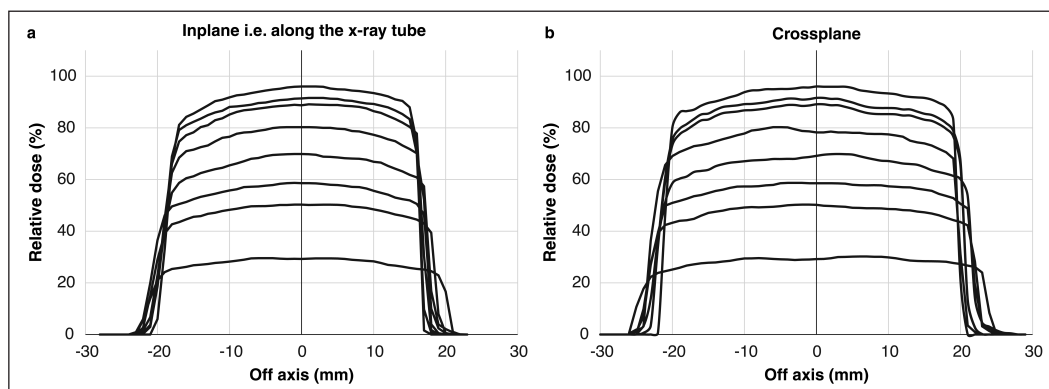 a
Inplane i.e. along the x-ray tube
Relative dose (%)
100
80
60
40
20
0
-30 -20 -10 0 10 20 30
Off axis (mm)
b
Crossplane
Relative dose (%)
100
80
60
40
20
0
-30 -20 -10 0 10 20 30
Off axis (mm)